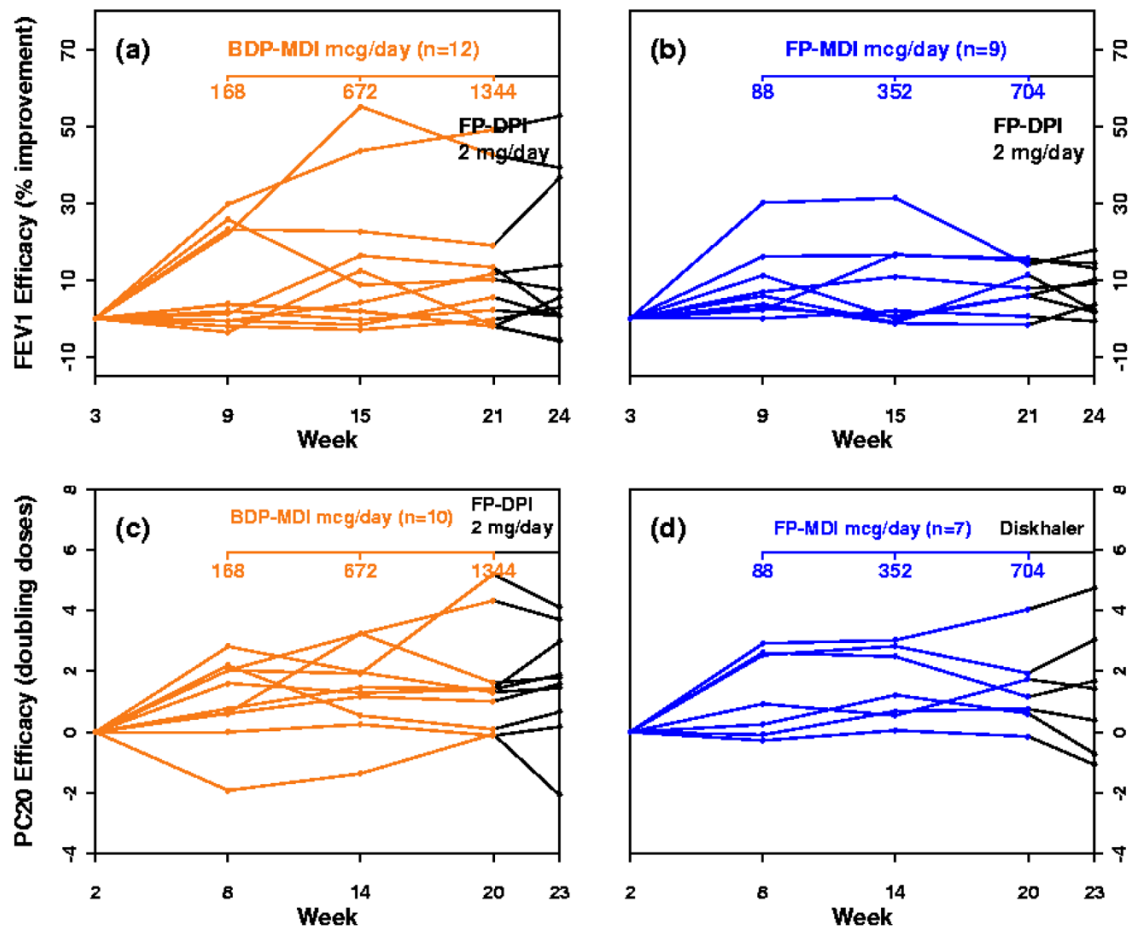 FEV1 Efficacy (% improvement)
70
50
30
10
-10
(a)
BDP-MDI mcg/day (n=12)
168 672 1344
FP-DPI
2 mg/day
3 9 15 21 24
Week
(b)
FP-MDI mcg/day (n=9)
88 352 704
FP-DPI
2 mg/day
70
50
30
10
-10
3 9 15 21 24
Week
PC20 Efficacy (doubling doses)
8
6
4
2
0
-2
-4
(c)
BDP-MDI mcg/day (n=10)
FP-DPI
2 mg/day
168 672 1344
2 8 14 20 23
Week
(d)
FP-MDI mcg/day (n=7)
Diskhaler
88 352 704
8
6
4
2
0
-2
-4
2 8 14 20 23
Week